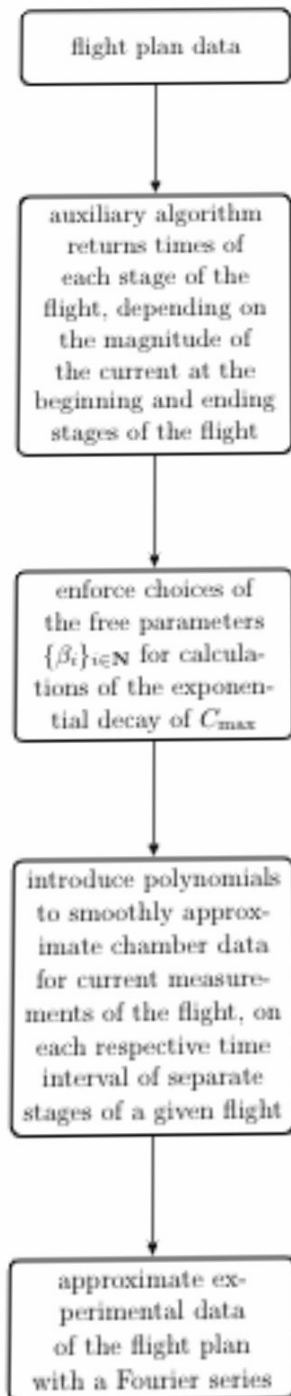 flight plan data
auxiliary algorithm
returns times of
each stage of the
flight, depending on
the magnitude of
the current at the
beginning and ending
stages of the flight
enforce choices of
the free parameters
{β_i}_{i∈𝐍} for calcula-
tions of the exponen-
tial decay of C_max
introduce polynomials
to smoothly approx-
imate chamber data
for current measure-
ments of the flight, on
each respective time
interval of separate
stages of a given flight
approximate ex-
perimental data
of the flight plan
with a Fourier series